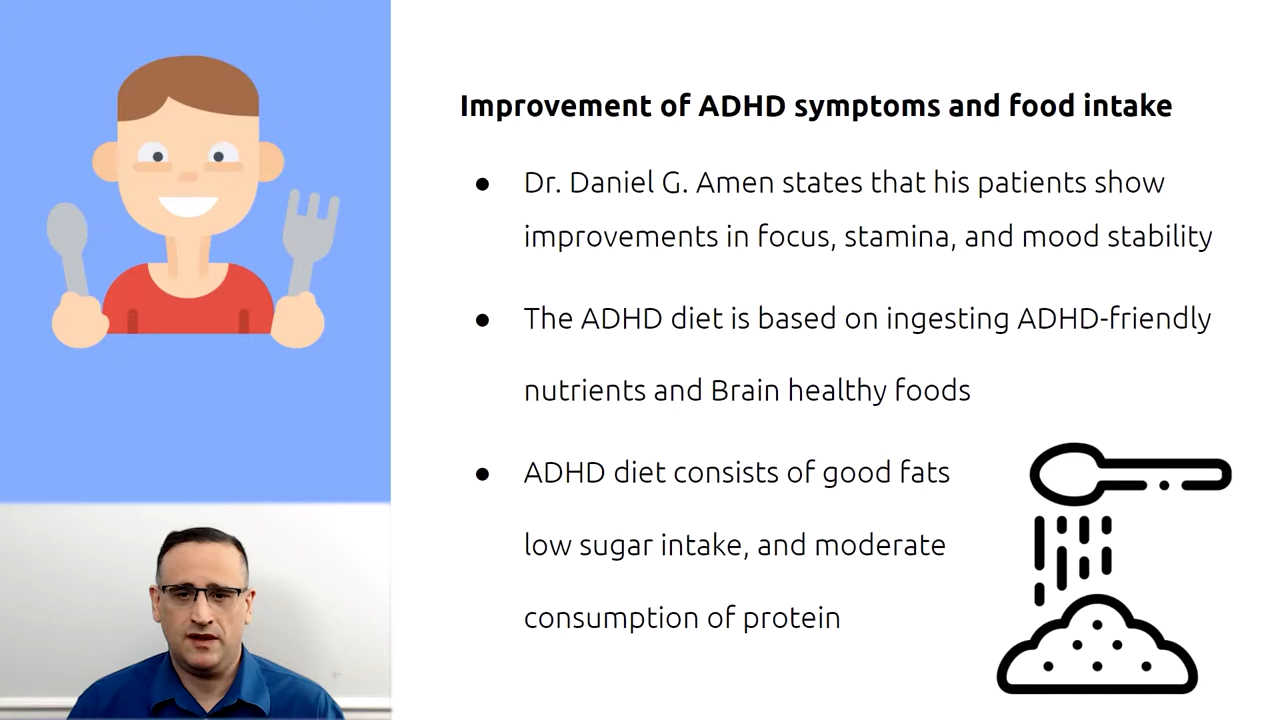 Improvement of ADHD symptoms and food intake
● Dr. Daniel G. Amen states that his patients show
improvements in focus, stamina, and mood stability
● The ADHD diet is based on ingesting ADHD-friendly
nutrients and Brain healthy foods
● ADHD diet consists of good fats
low sugar intake, and moderate
consumption of protein